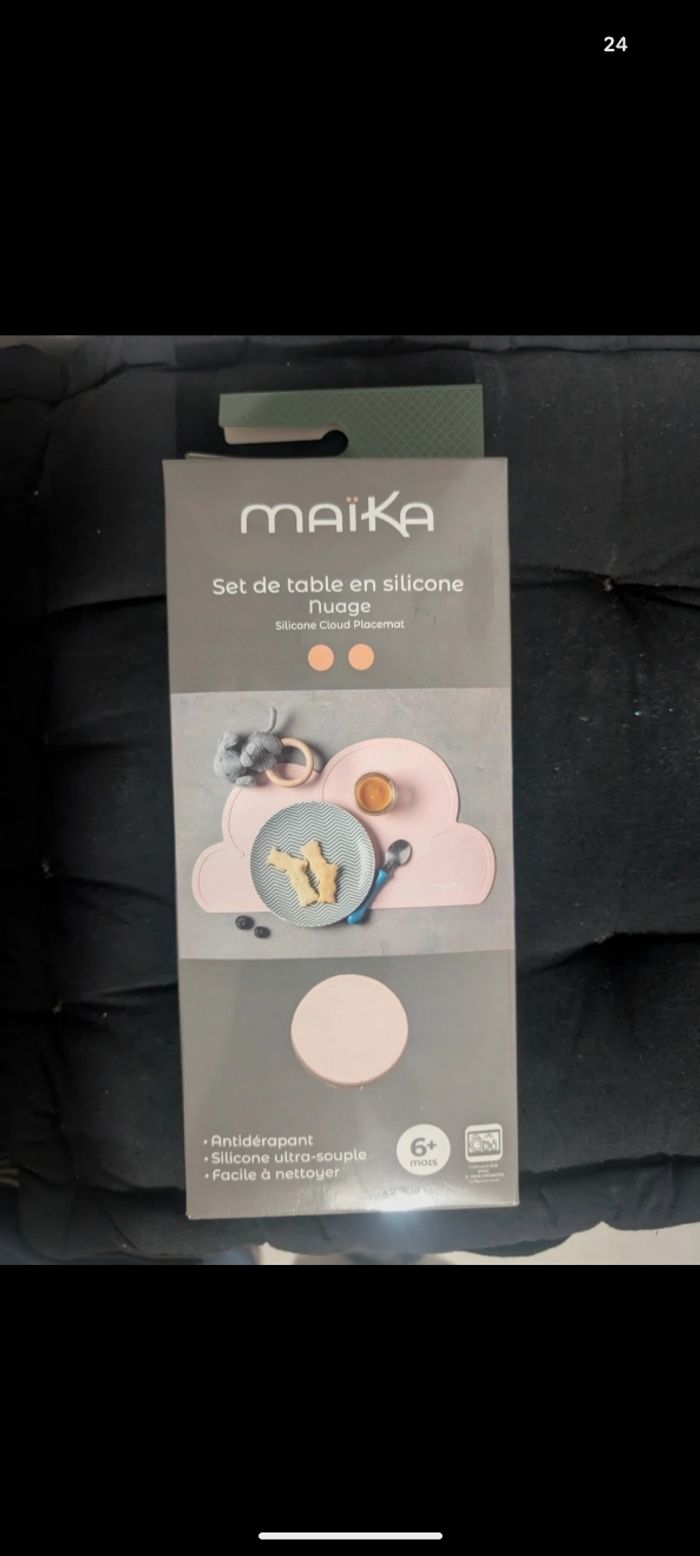 24
maïka
Set de table en silicone
Nuage
Silicone Cloud Placemat
• Antidérapant
• Silicone ultra-souple
• Facile à nettoyer
6+
mois